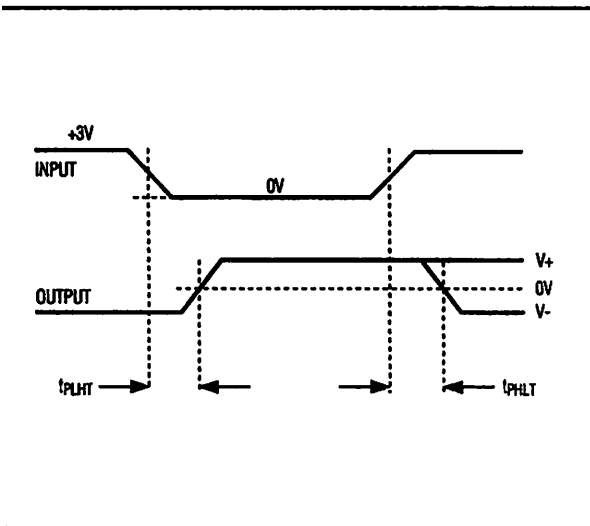 +3V
INPUT
0V
V+
OUTPUT
0V
V-
tPLHT
tPHLT